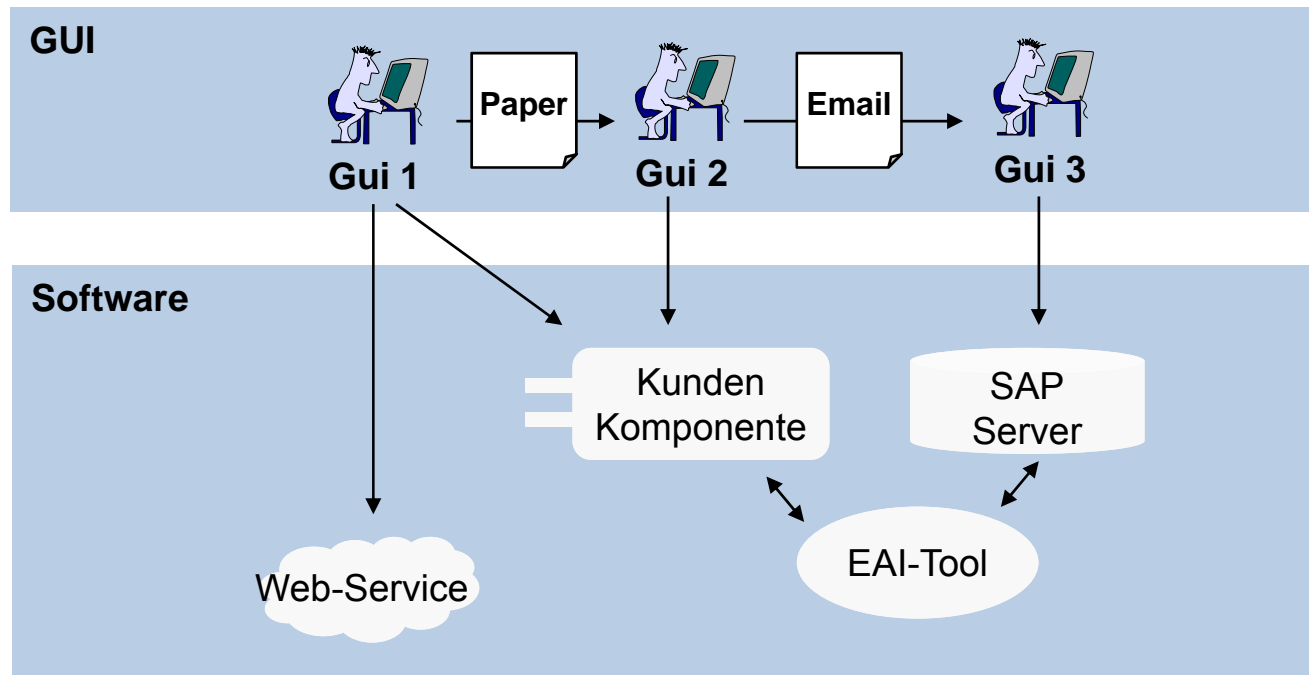 GUI
Paper
Email
Gui 1
Gui 2
Gui 3
Software
Kunden
Komponente
SAP
Server
EAI-Tool
Web-Service